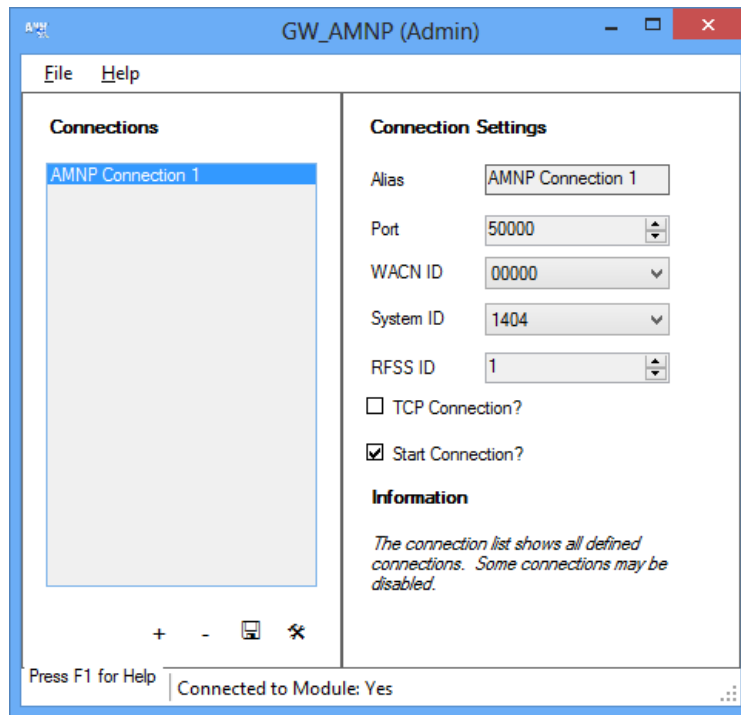 GW_AMNP (Admin)
File Help
Connections
AMNP Connection 1
+ -
Connection Settings
Alias AMNP Connection 1
Port 50000
WACN ID 00000
System ID 1404
RFSS ID 1
TCP Connection?
Start Connection?
Information
The connection list shows all defined
connections. Some connections may be
disabled.
Press F1 for Help
Connected to Module: Yes